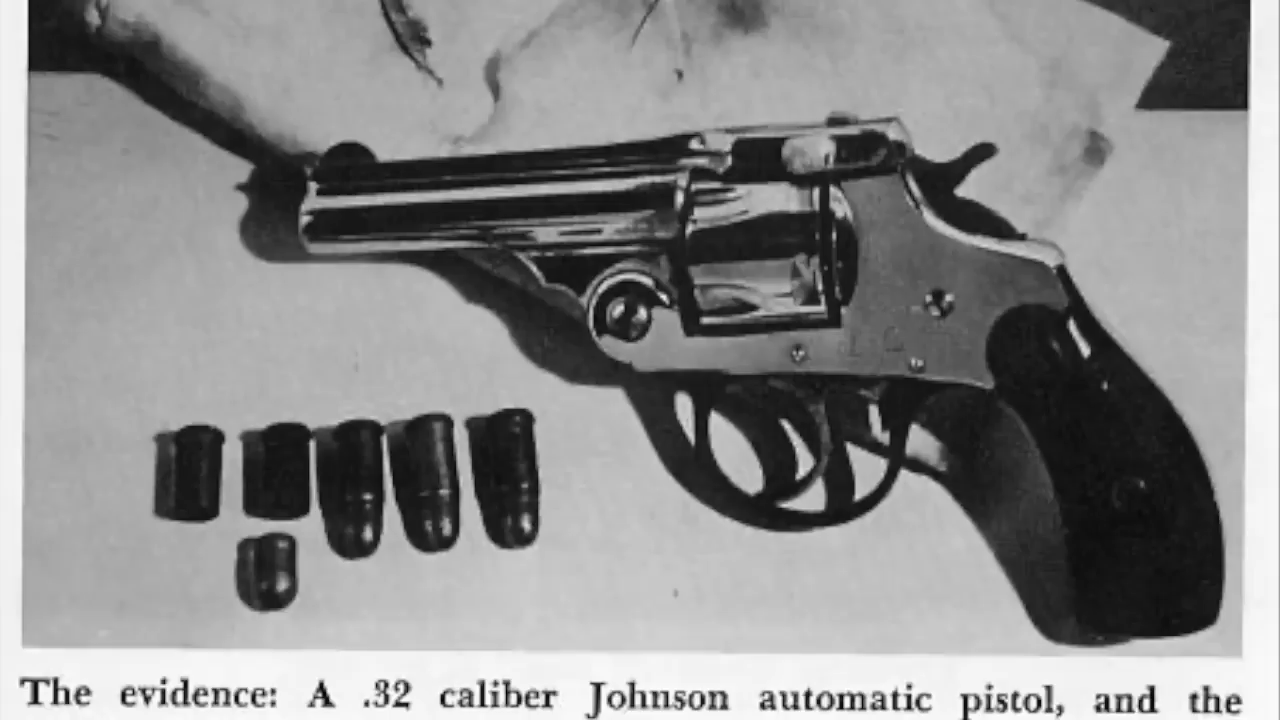 The evidence: A .32 caliber Johnson automatic pistol, and the